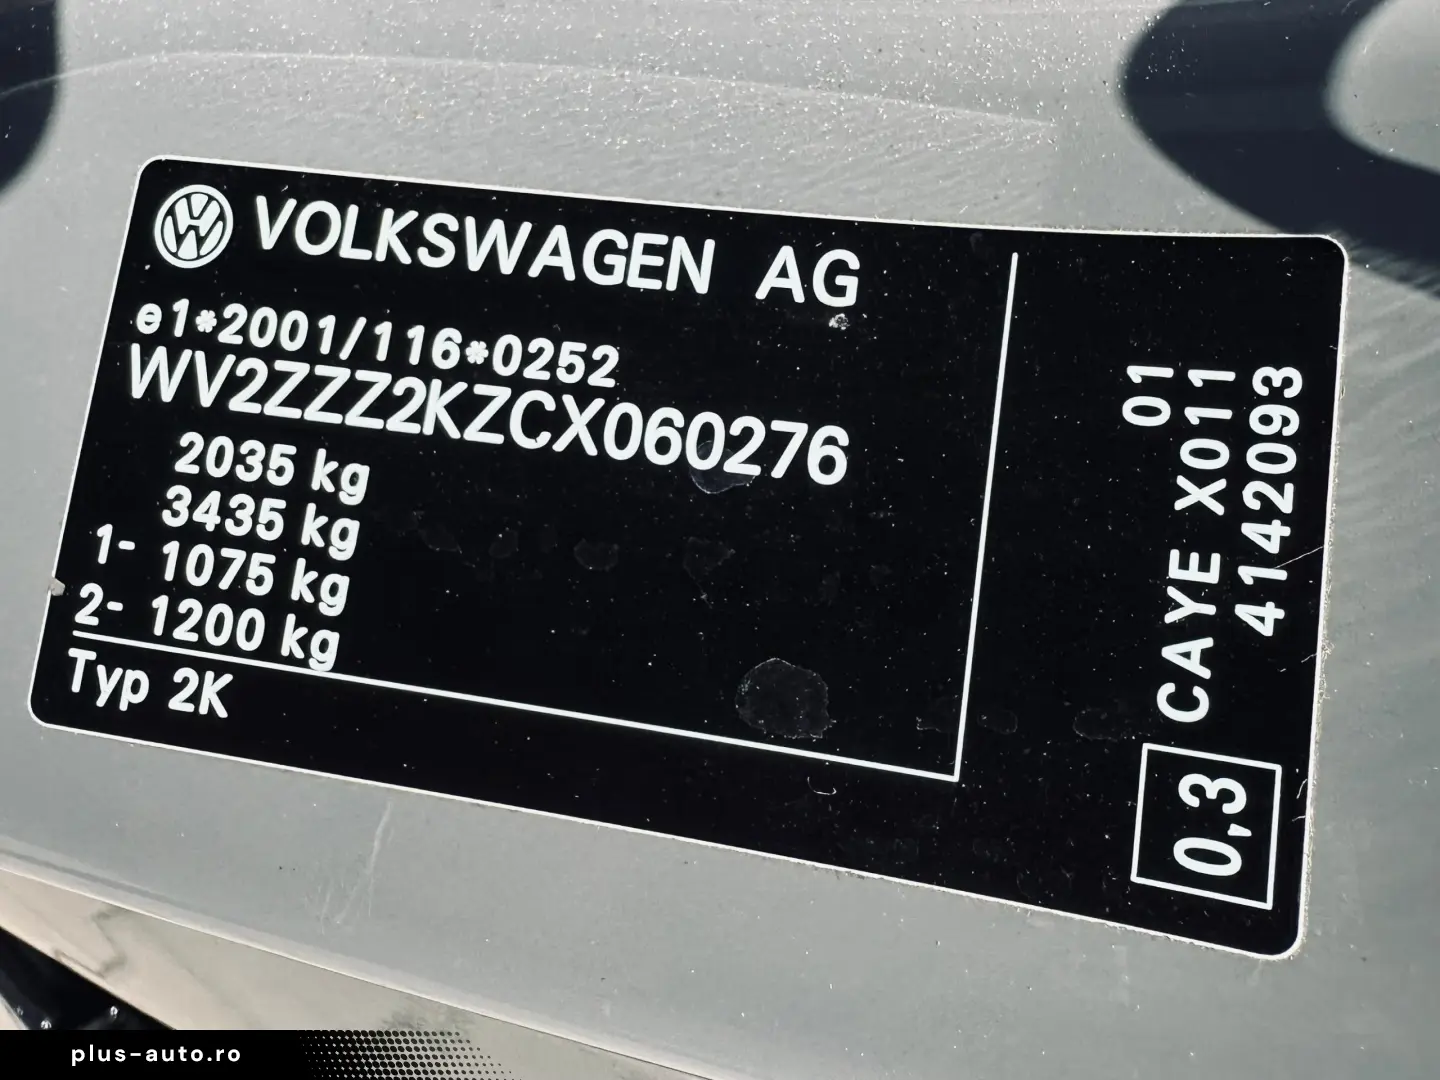 VOLKSWAGEN AG
e1*2001/116*0252
WV2ZZZ2KZCX060276
2035 kg
3435 kg
1- 1075 kg
2- 1200 kg
Typ 2K
01
CAYE X011
4142093
0,3
plus-auto.ro